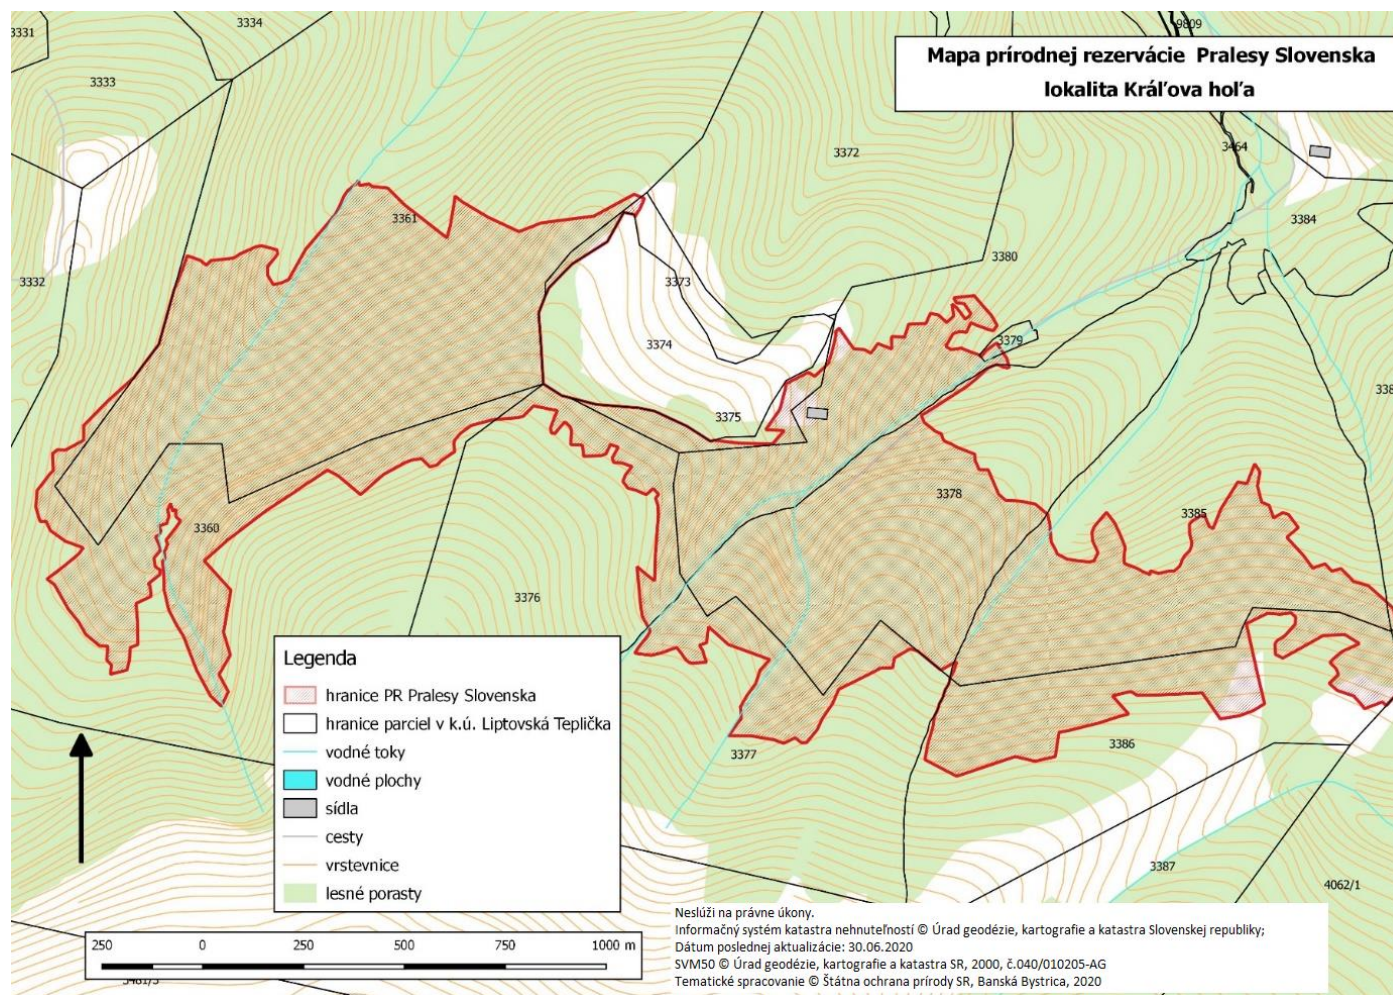 3331
3334
9809
Mapa prírodnej rezervácie Pralesy Slovenska
lokalita Kráľova hoľa
3333
3372
3464
3361
3384
3332
3373
3380
3374
3379
338
3375
3378
3385
3360
3376
Legenda
hranice PR Pralesy Slovenska
hranice parciel v k.ú. Liptovská Teplička
vodné toky
vodné plochy
sídla
cesty
vrstevnice
lesné porasty
3377
3386
3387
4062/1
250 0 250 500 750 1000 m
Neslúži na právne úkony.
Informačný systém katastra nehnuteľností © Úrad geodézie, kartografie a katastra Slovenskej republiky;
Dátum poslednej aktualizácie: 30.06.2020
SVM50 © Úrad geodézie, kartografie a katastra SR, 2000, č.040/010205-AG
Tematické spracovanie © Štátna ochrana prírody SR, Banská Bystrica, 2020